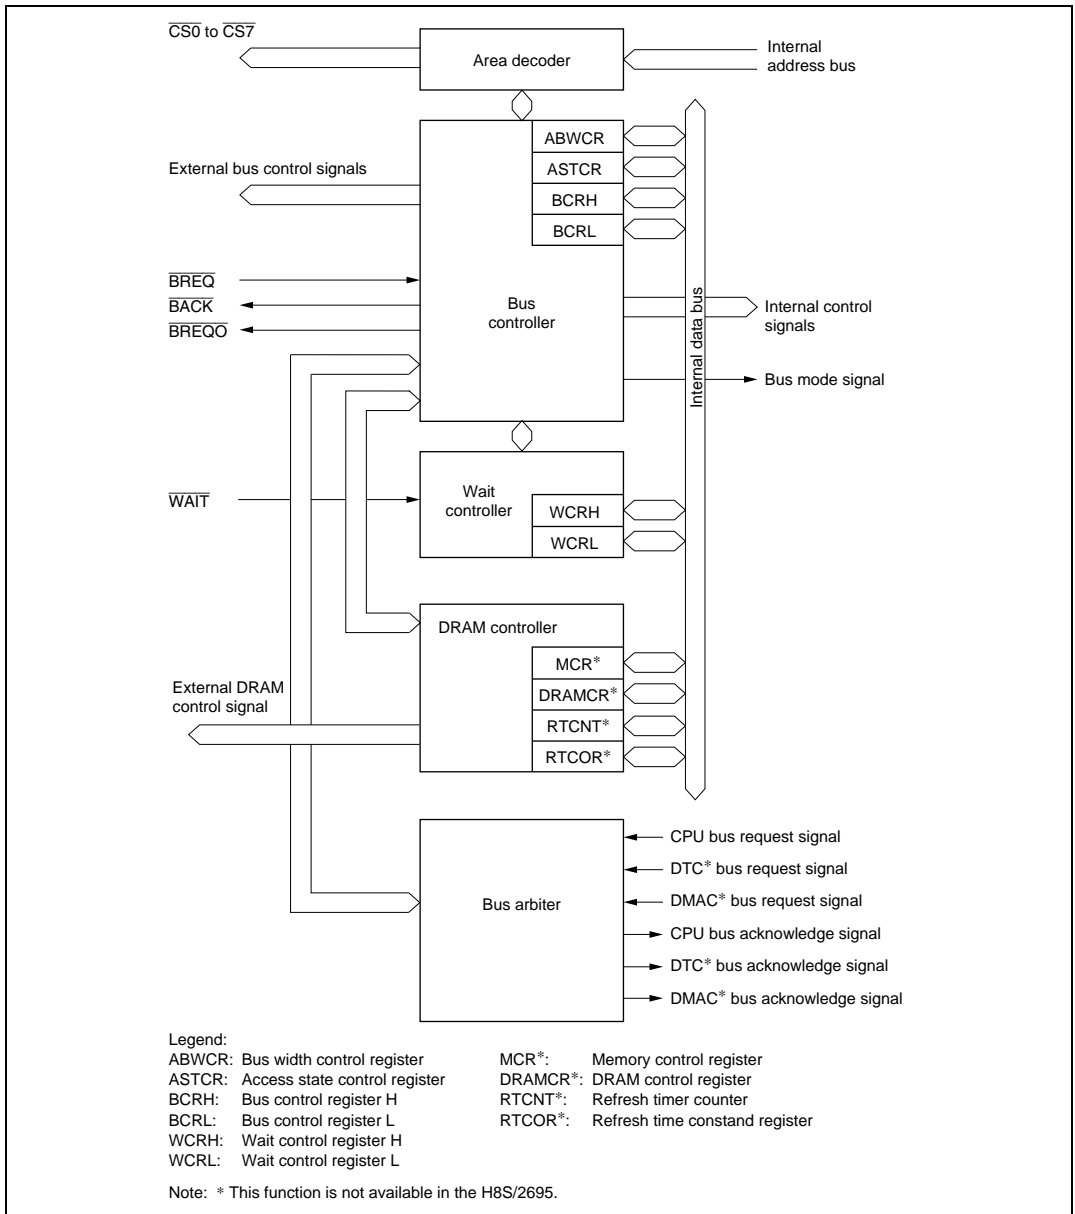 CS0 to CS7
Area decoder
Internal
address bus
ABWCR
ASTCR
BCRH
BCRL
External bus control signals
BREQ
BACK
BREQO
Bus
controller
Internal data bus
Internal control
signals
Bus mode signal
WAIT
Wait
controller
WCRH
WCRL
DRAM controller
MCR*
DRAMCR*
RTCNT*
RTCOR*
External DRAM
control signal
Bus arbiter
CPU bus request signal
DTC* bus request signal
DMAC* bus request signal
CPU bus acknowledge signal
DTC* bus acknowledge signal
DMAC* bus acknowledge signal
Legend:
ABWCR: Bus width control register
ASTCR: Access state control register
BCRH: Bus control register H
BCRL: Bus control register L
WCRH: Wait control register H
WCRL: Wait control register L
MCR*: Memory control register
DRAMCR*: DRAM control register
RTCNT*: Refresh timer counter
RTCOR*: Refresh time constand register
Note: * This function is not available in the H8S/2695.